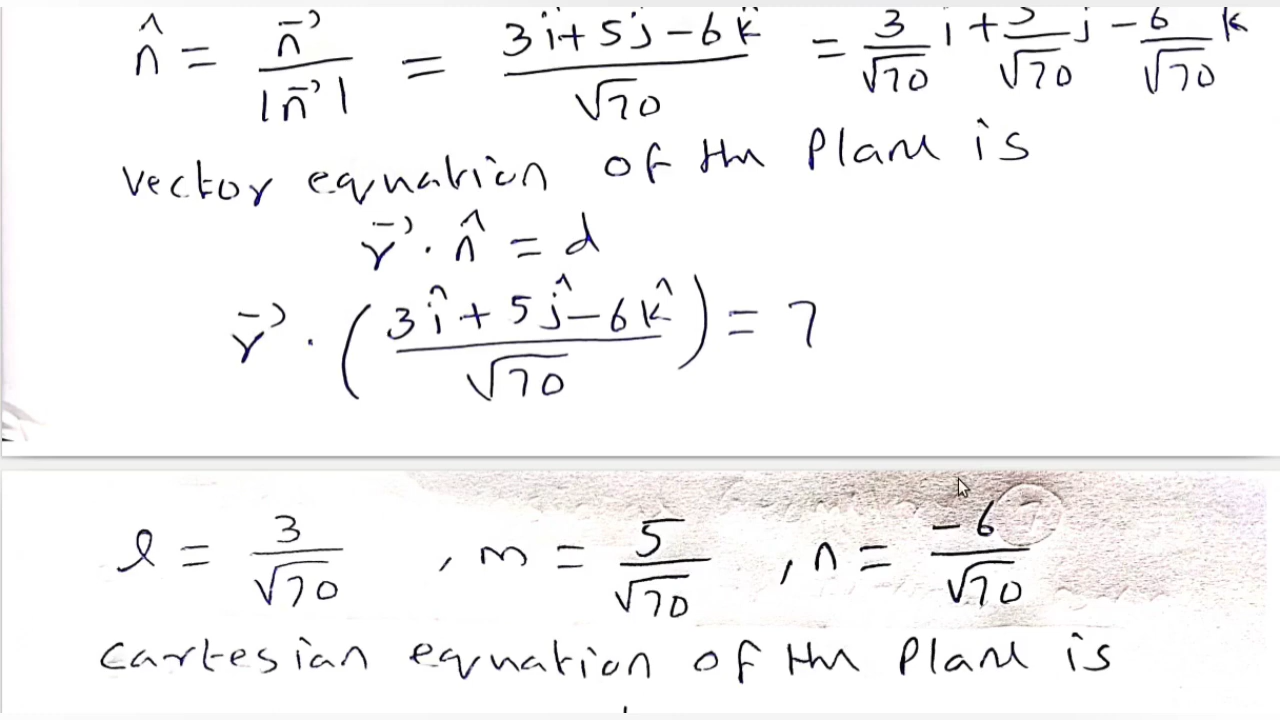 n̂ = n⃗ / |n⃗| = (3i + 5j − 6k) / √70 = 3/√70 i + 5/√70 j − 6/√70 k
vector equation of the Plane is
r⃗ · n̂ = d
r⃗ · ( (3î + 5ĵ − 6k̂) / √70 ) = 7
l = 3/√70 , m = 5/√70 , n = −6/√70
cartesian equation of the Plane is